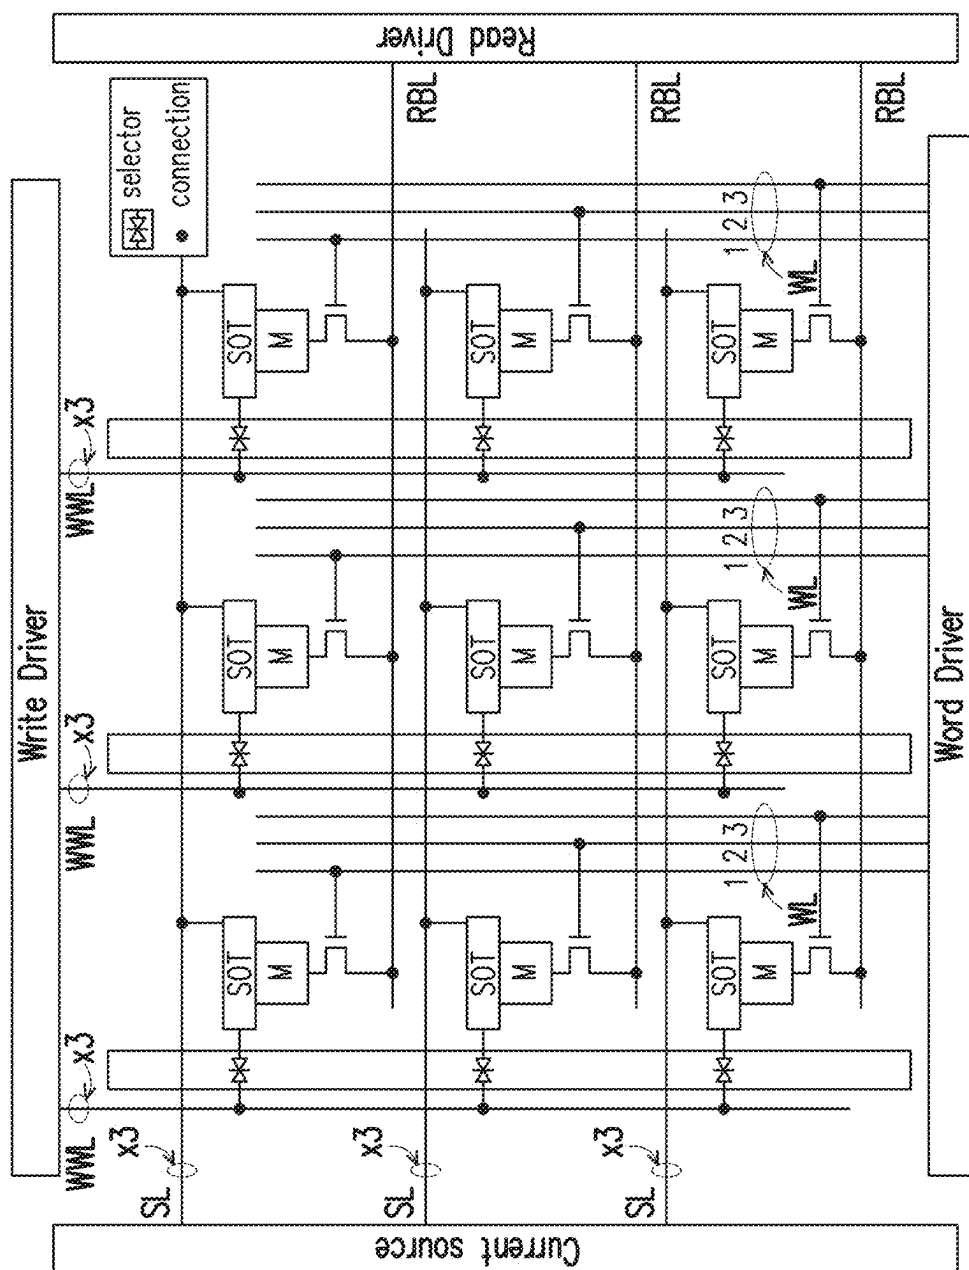 Write Driver
WWL
x3
WWL
x3
WWL
x3
selector
connection
Current source
Read Driver
SL
x3
SOT
M
SOT
M
SOT
M
RBL
SL
x3
SOT
M
SOT
M
SOT
M
RBL
SL
x3
SOT
M
SOT
M
SOT
M
RBL
1 2 3
WL
1 2 3
WL
1 2 3
WL
Word Driver